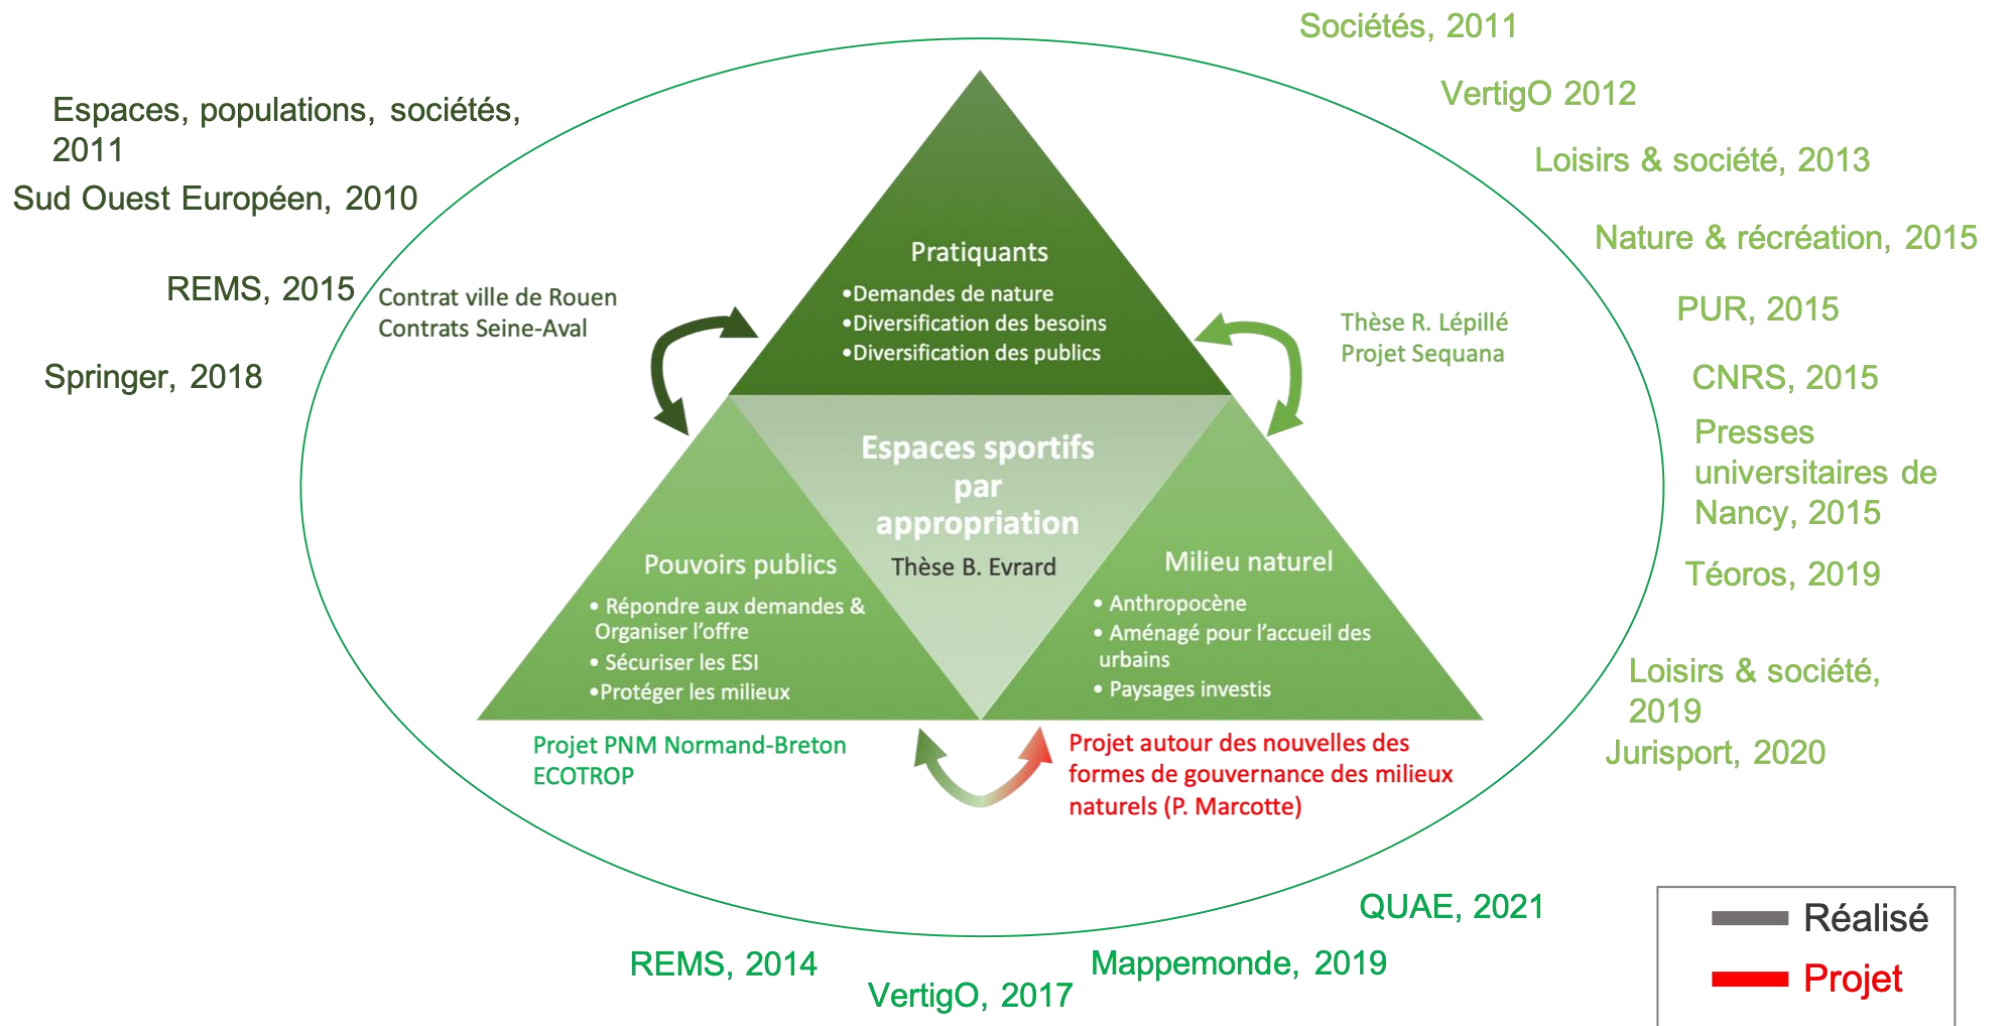 Espaces, populations, sociétés,
2011
Sud Ouest Européen, 2010
REMS, 2015
Springer, 2018
Contrat ville de Rouen
Contrats Seine-Aval
Pratiquants
•Demandes de nature
•Diversification des besoins
•Diversification des publics
Thèse R. Lépillé
Projet Sequana
Espaces sportifs
par
appropriation
Thèse B. Evrard
Pouvoirs publics
• Répondre aux demandes &
Organiser l’offre
• Sécuriser les ESI
•Protéger les milieux
Milieu naturel
• Anthropocène
• Aménagé pour l’accueil des
urbains
• Paysages investis
Projet PNM Normand-Breton
ECOTROP
Projet autour des nouvelles des
formes de gouvernance des milieux
naturels (P. Marcotte)
Sociétés, 2011
VertigO 2012
Loisirs & société, 2013
Nature & récréation, 2015
PUR, 2015
CNRS, 2015
Presses
universitaires de
Nancy, 2015
Téoros, 2019
Loisirs & société,
2019
Jurisport, 2020
QUAE, 2021
Mappemonde, 2019
VertigO, 2017
REMS, 2014
Réalisé
Projet